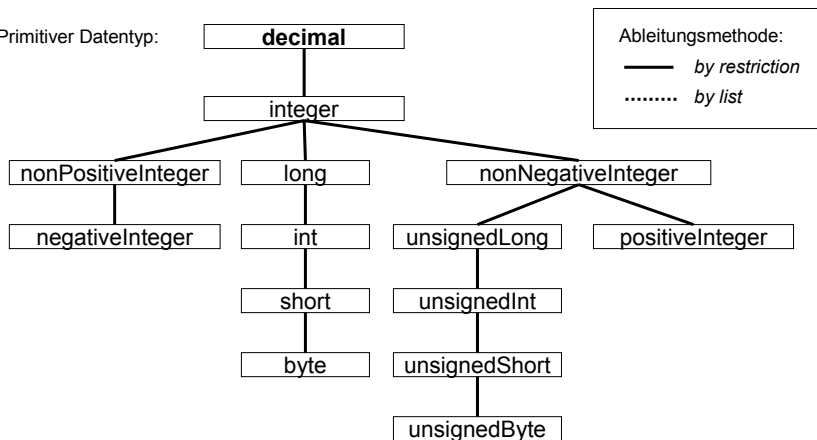 Primitiver Datentyp:
decimal
Ableitungsmethode:
by restriction
by list
integer
nonPositiveInteger
long
nonNegativeInteger
negativeInteger
int
unsignedLong
positiveInteger
short
unsignedInt
byte
unsignedShort
unsignedByte